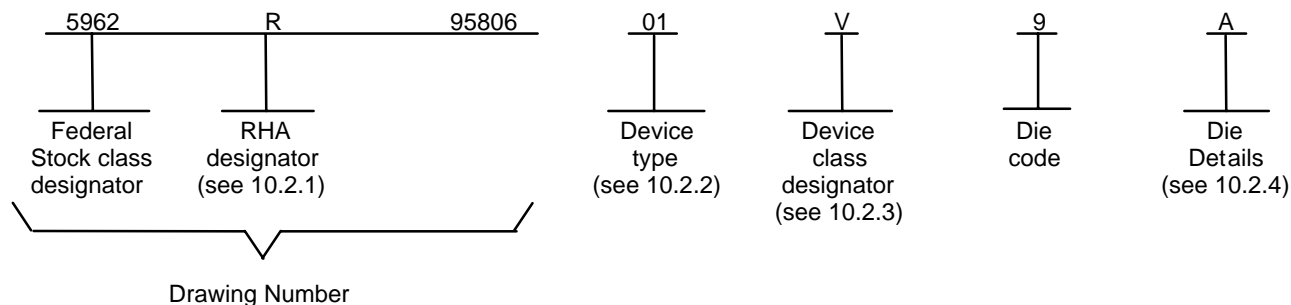 5962 R 95806 01 V 9 A
Federal Stock class designator
RHA designator (see 10.2.1)
Device type (see 10.2.2)
Device class designator (see 10.2.3)
Die code
Die Details (see 10.2.4)
Drawing Number